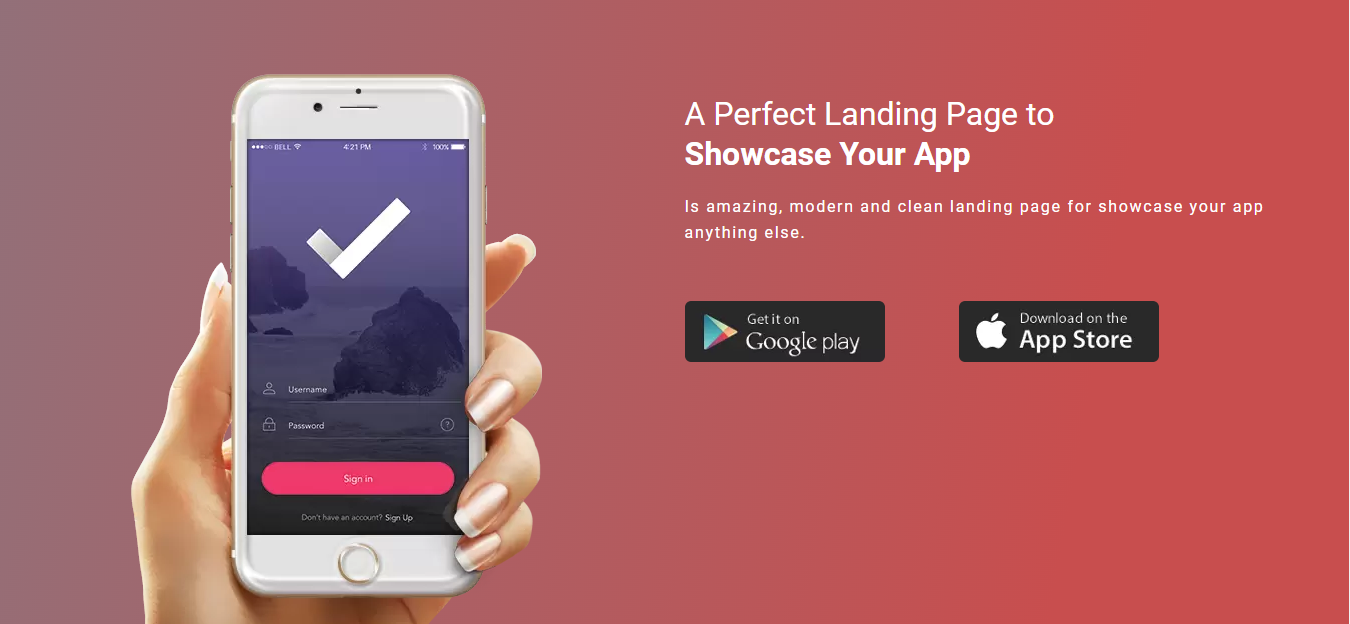 BELL 4:21 PM 100%
Username
Password ?
Sign in
Don't have an account? Sign Up
A Perfect Landing Page to
Showcase Your App
Is amazing, modern and clean landing page for showcase your app
anything else.
Get it on
Google play
Download on the
App Store